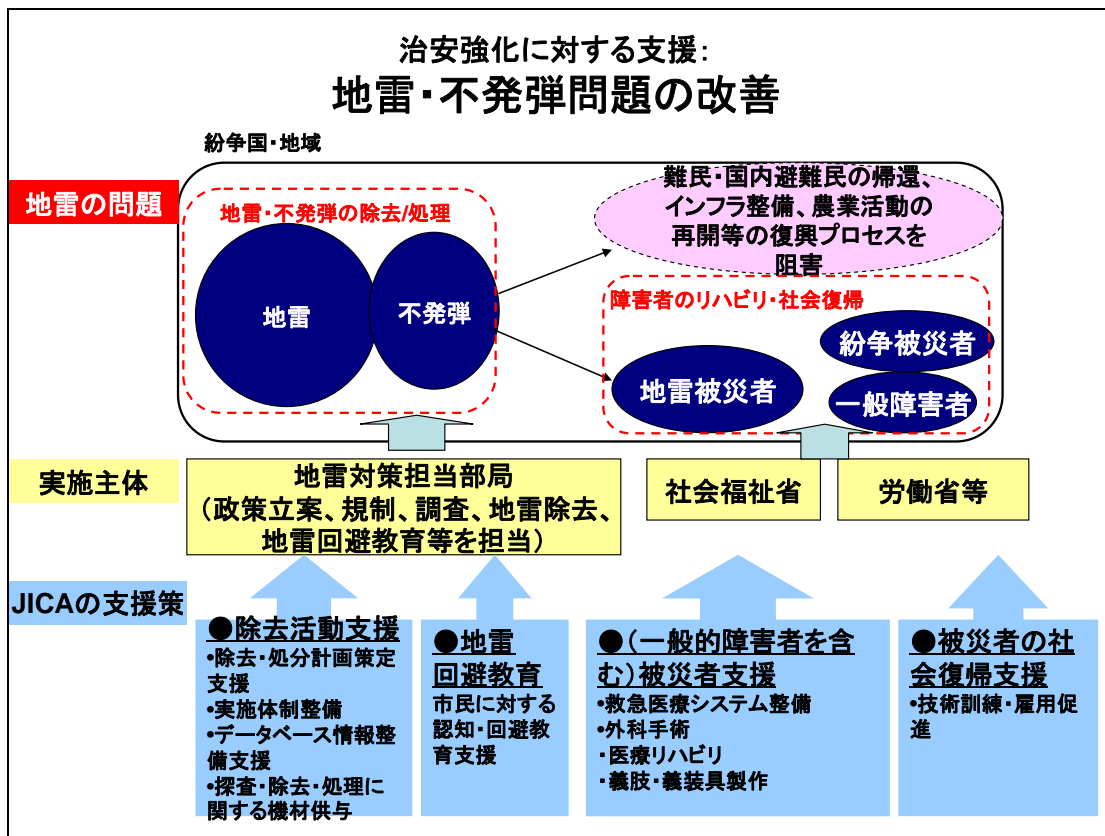 治安強化に対する支援：
地雷・不発弾問題の改善
紛争国・地域
地雷の問題
地雷・不発弾の除去/処理
地雷
不発弾
難民・国内避難民の帰還、
インフラ整備、農業活動の
再開等の復興プロセスを
阻害
障害者のリハビリ・社会復帰
地雷被災者
紛争被災者
一般障害者
実施主体
地雷対策担当部局
（政策立案、規制、調査、地雷除去、
地雷回避教育等を担当）
社会福祉省
労働省等
JICAの支援策
●除去活動支援
•除去・処分計画策定
支援
•実施体制整備
•データベース情報整
備支援
•探査・除去・処理に
関する機材供与
●地雷
回避教育
市民に対する
認知・回避教
育支援
●（一般的障害者を含
む）被災者支援
•救急医療システム整備
•外科手術
・医療リハビリ
・義肢・義装具製作
●被災者の社
会復帰支援
•技術訓練・雇用促
進